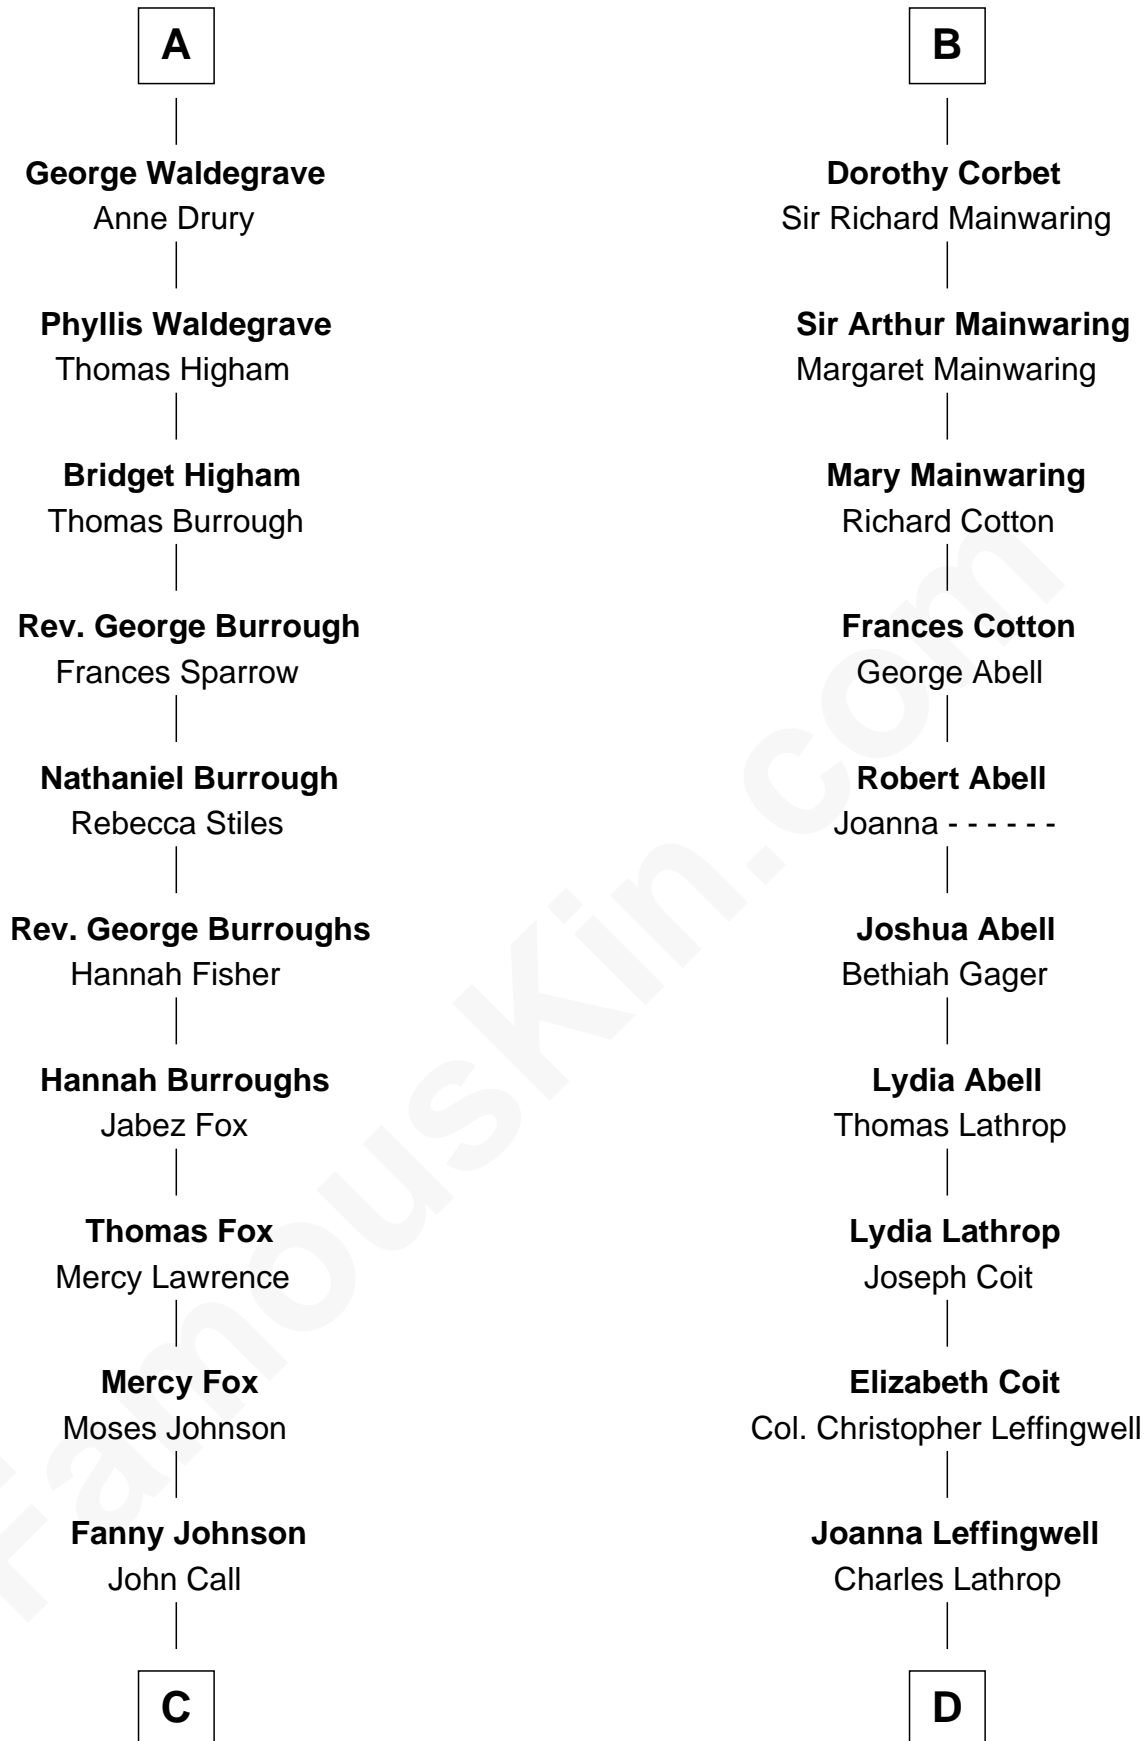 A
George Waldegrave
Anne Drury
Phyllis Waldegrave
Thomas Higham
Bridget Higham
Thomas Burrough
Rev. George Burrough
Frances Sparrow
Nathaniel Burrough
Rebecca Stiles
Rev. George Burroughs
Hannah Fisher
Hannah Burroughs
Jabez Fox
Thomas Fox
Mercy Lawrence
Mercy Fox
Moses Johnson
Fanny Johnson
John Call
C
B
Dorothy Corbet
Sir Richard Mainwaring
Sir Arthur Mainwaring
Margaret Mainwaring
Mary Mainwaring
Richard Cotton
Frances Cotton
George Abell
Robert Abell
Joanna - - - - - -
Joshua Abell
Bethiah Gager
Lydia Abell
Thomas Lathrop
Lydia Lathrop
Joseph Coit
Elizabeth Coit
Col. Christopher Leffingwell
Joanna Leffingwell
Charles Lathrop
D
FamousKin.com